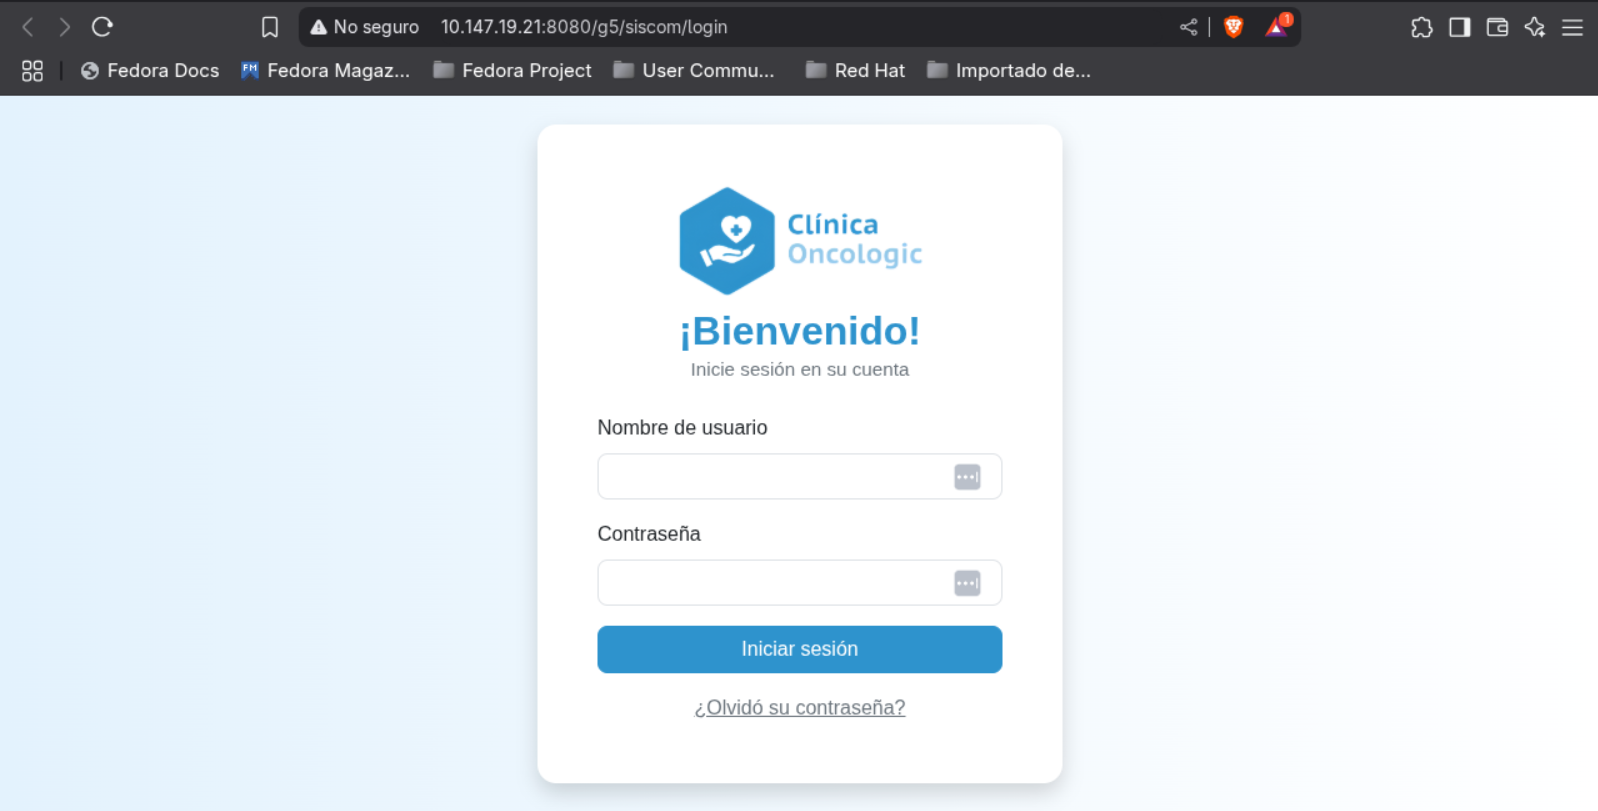 No seguro 10.147.19.21:8080/g5/siscom/login 1
Fedora Docs FM Fedora Magaz... Fedora Project User Commu... Red Hat Importado de...
Clínica
Oncologic
¡Bienvenido!
Inicie sesión en su cuenta
Nombre de usuario
Contraseña
Iniciar sesión
¿Olvidó su contraseña?